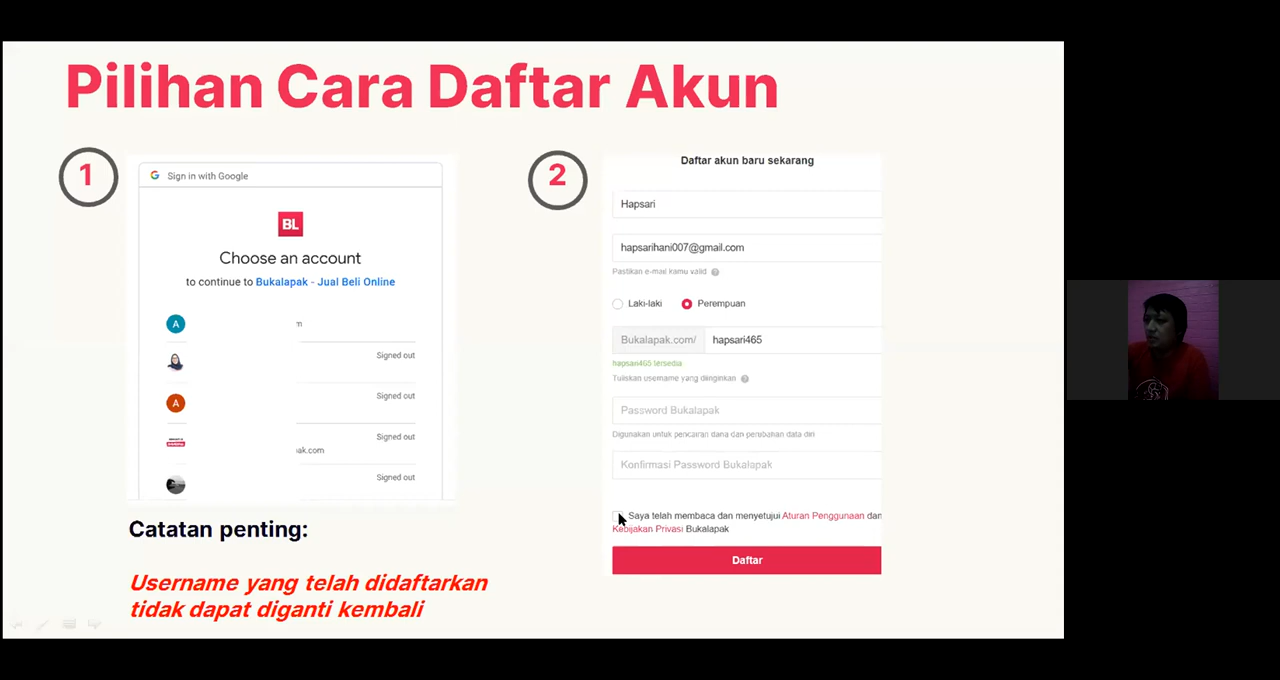 Pilihan Cara Daftar Akun
1
Sign in with Google
BL
Choose an account
to continue to Bukalapak - Jual Beli Online
A
m
Signed out
A
Signed out
Signed out
ak.com
Signed out
Catatan penting:
Username yang telah didaftarkan
tidak dapat diganti kembali
2
Daftar akun baru sekarang
Hapsari
hapsarihani007@gmail.com
Pastikan e-mail kamu valid
Laki-laki Perempuan
Bukalapak.com/ hapsari465
hapsari465 tersedia
Tuliskan username yang diinginkan
Password Bukalapak
Digunakan untuk pencairan dana dan perubahan data diri
Konfirmasi Password Bukalapak
Saya telah membaca dan menyetujui Aturan Penggunaan dan
Kebijakan Privasi Bukalapak
Daftar